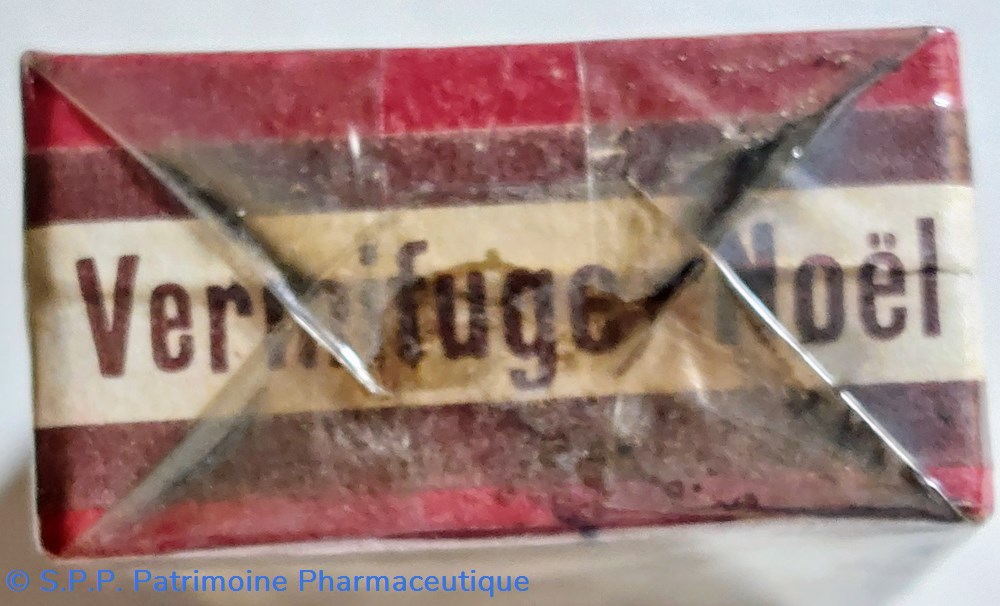 Vermifuge Noël
© S.P.P. Patrimoine Pharmaceutique